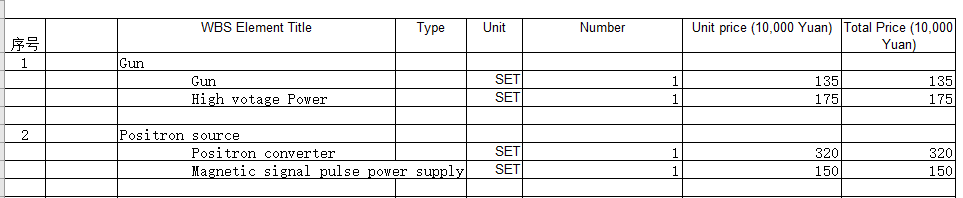 序号 WBS Element Title Type Unit Number Unit price (10,000 Yuan) Total Price (10,000 Yuan)
1 Gun
Gun SET 1 135 135
High votage Power SET 1 175 175
2 Positron source
Positron converter SET 1 320 320
Magnetic signal pulse power supply SET 1 150 150